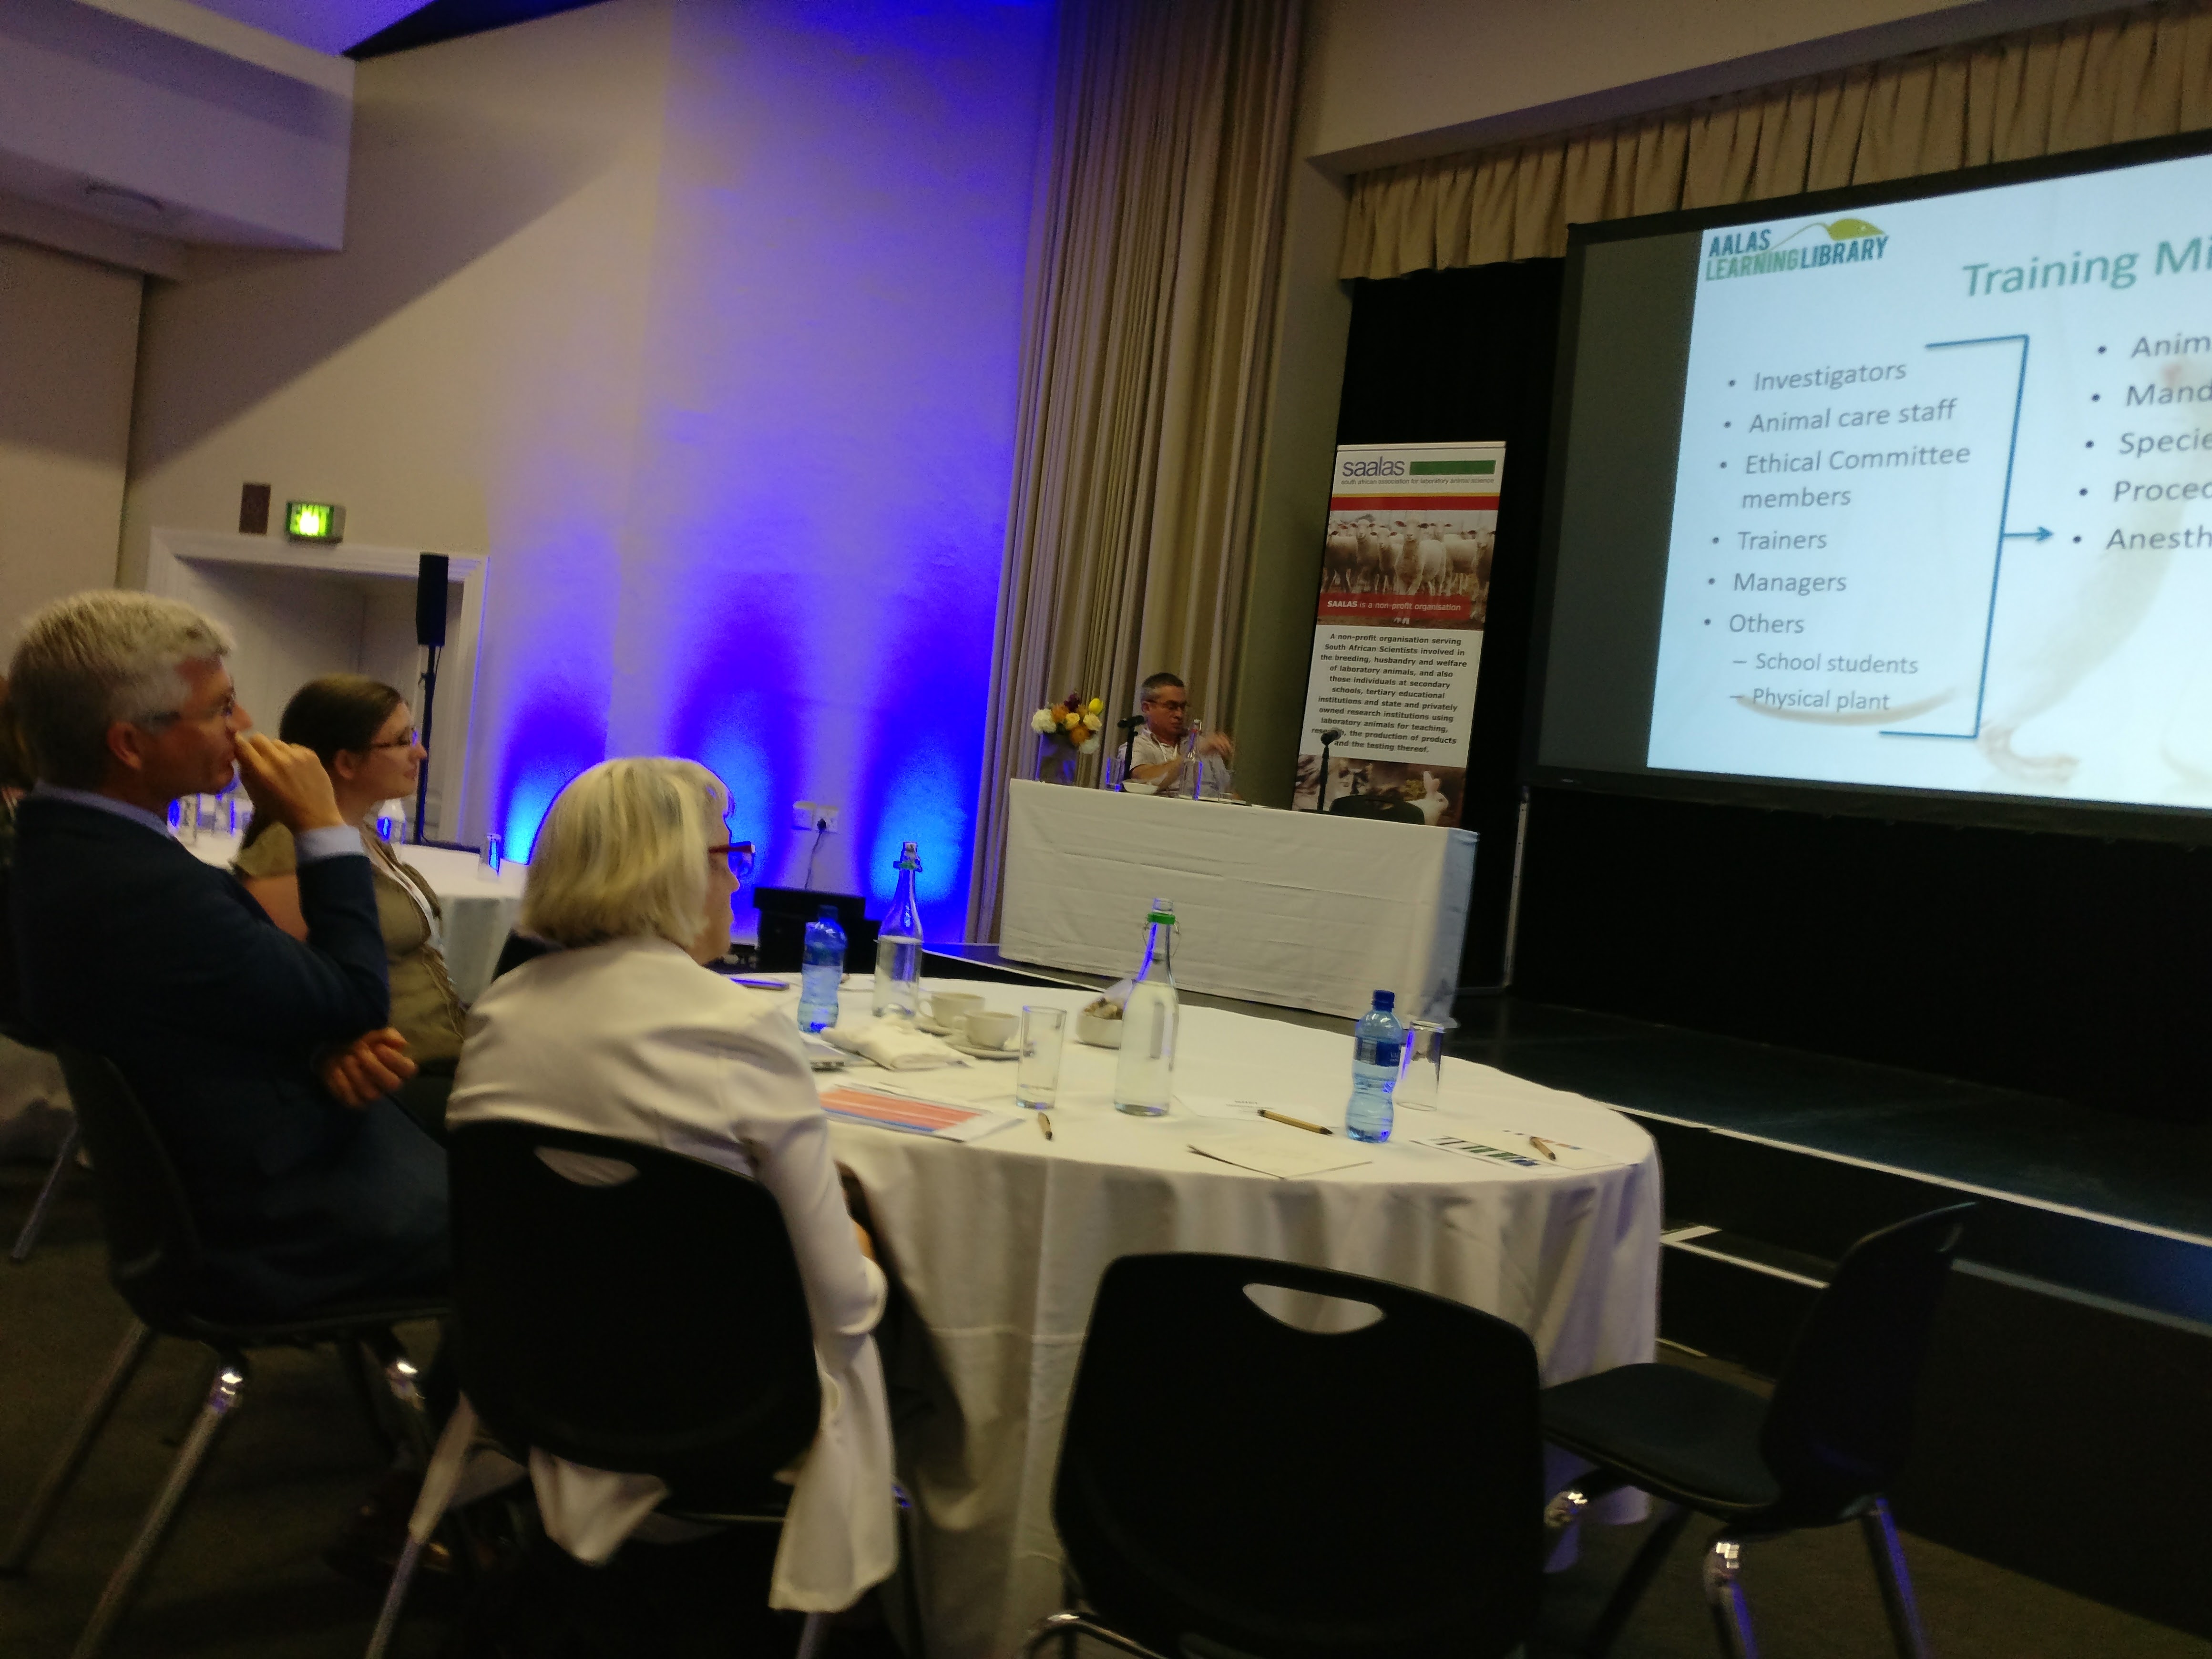 AALAS
LEARNINGLIBRARY
Training
• Investigators
• Animal care staff
• Ethical Committee
members
• Trainers
• Managers
• Others
– School students
– Physical plant
• Anim
• Mand
• Specie
• Proced
• Anesth
saalas
south african association for laboratory animal science
SAALAS is a non-profit organisation
A non-profit organisation serving
South African Scientists involved in
the breeding, husbandry and welfare
of laboratory animals, and also
those individuals at secondary
schools, tertiary educational
institutions and state and privately
owned research institutions using
laboratory animals for teaching,
the production of products
and the testing thereof.